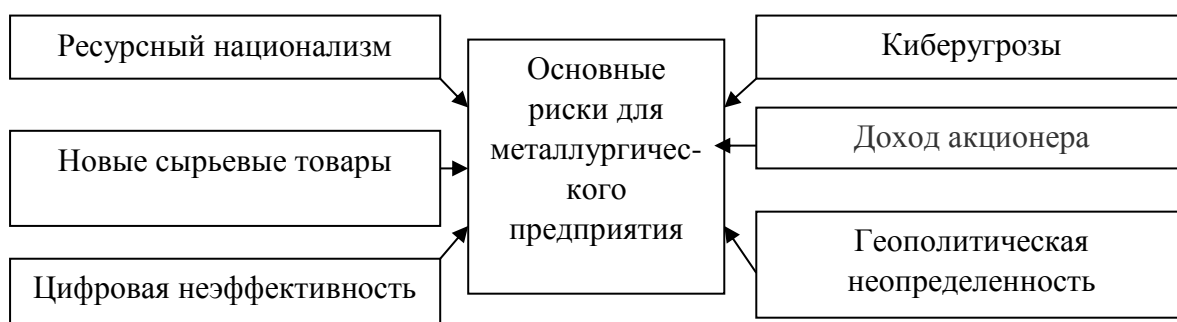 Ресурсный национализм
Новые сырьевые товары
Цифровая неэффективность
Основные
риски для
металлургичес-
кого
предприятия
Киберугрозы
Доход акционера
Геополитическая
неопределенность